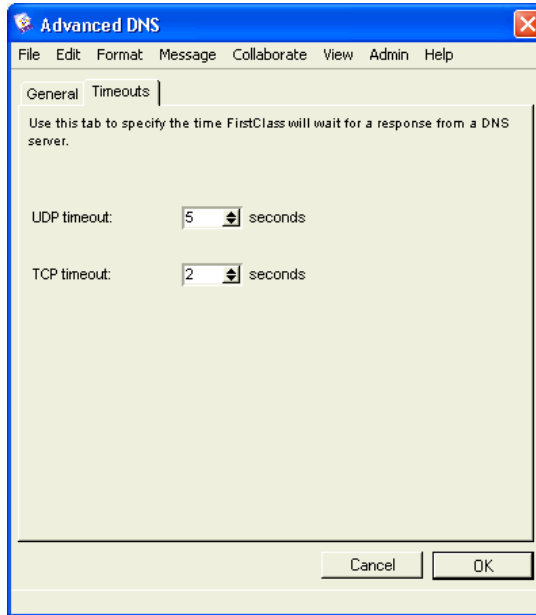 Advanced DNS
File Edit Format Message Collaborate View Admin Help
General Timeouts
Use this tab to specify the time FirstClass will wait for a response from a DNS
server.
UDP timeout: 5 seconds
TCP timeout: 2 seconds
Cancel OK